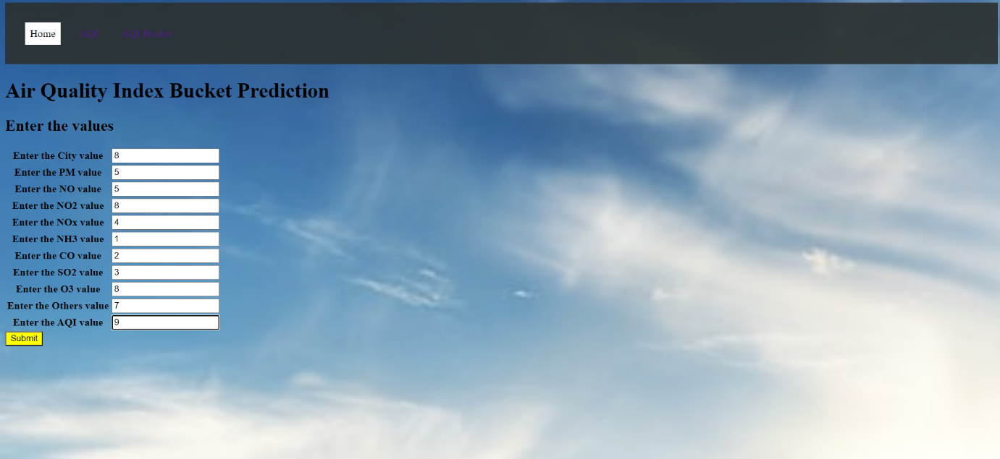 Home AQI AQI Bucket
Air Quality Index Bucket Prediction
Enter the values
Enter the City value 8
Enter the PM value 5
Enter the NO value 5
Enter the NO2 value 8
Enter the NOx value 4
Enter the NH3 value 1
Enter the CO value 2
Enter the SO2 value 3
Enter the O3 value 8
Enter the Others value 7
Enter the AQI value 9
Submit